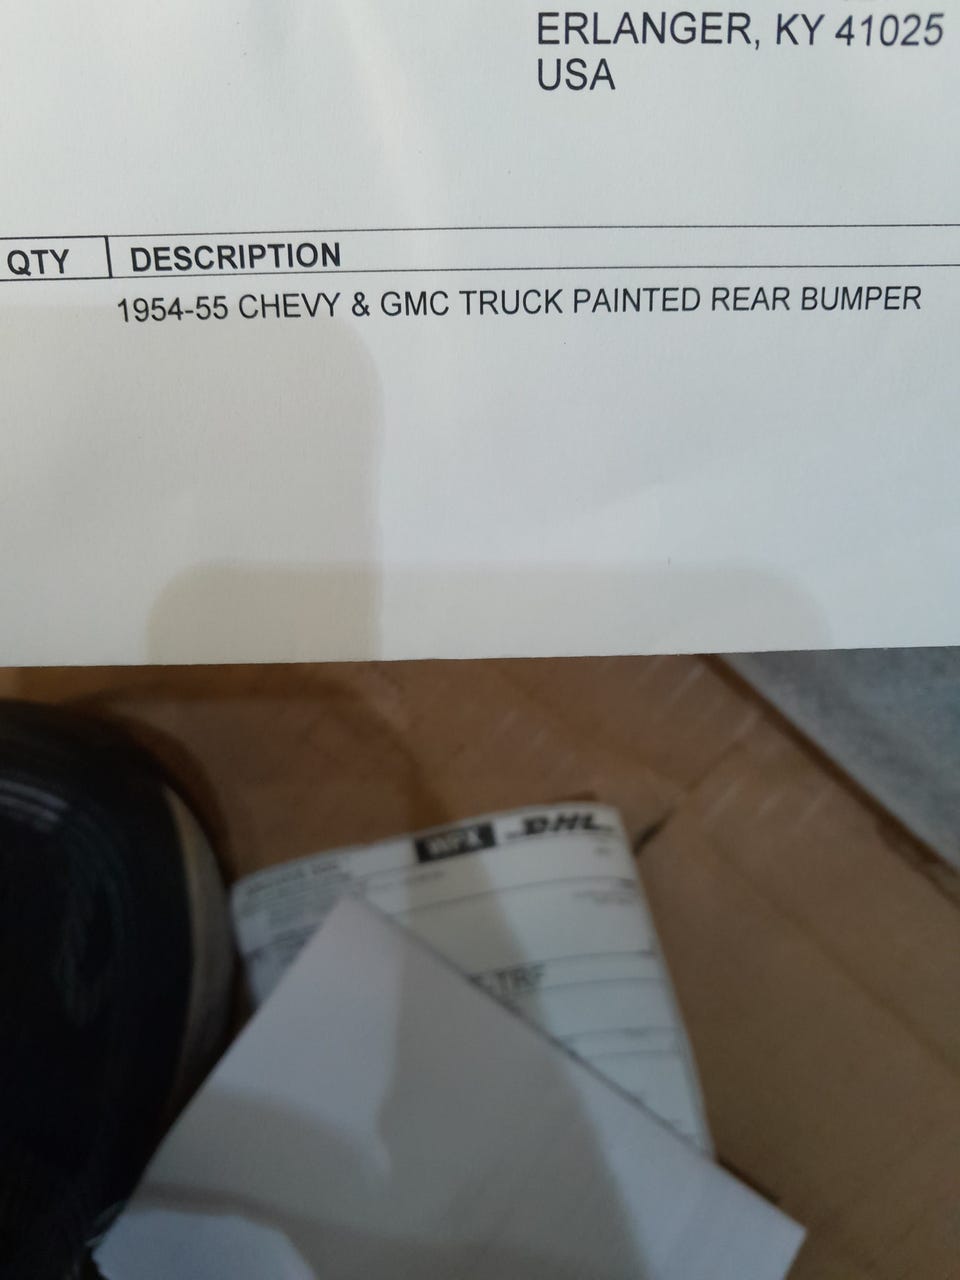 ERLANGER, KY 41025
USA
QTY DESCRIPTION
1954-55 CHEVY & GMC TRUCK PAINTED REAR BUMPER
WPX DHL